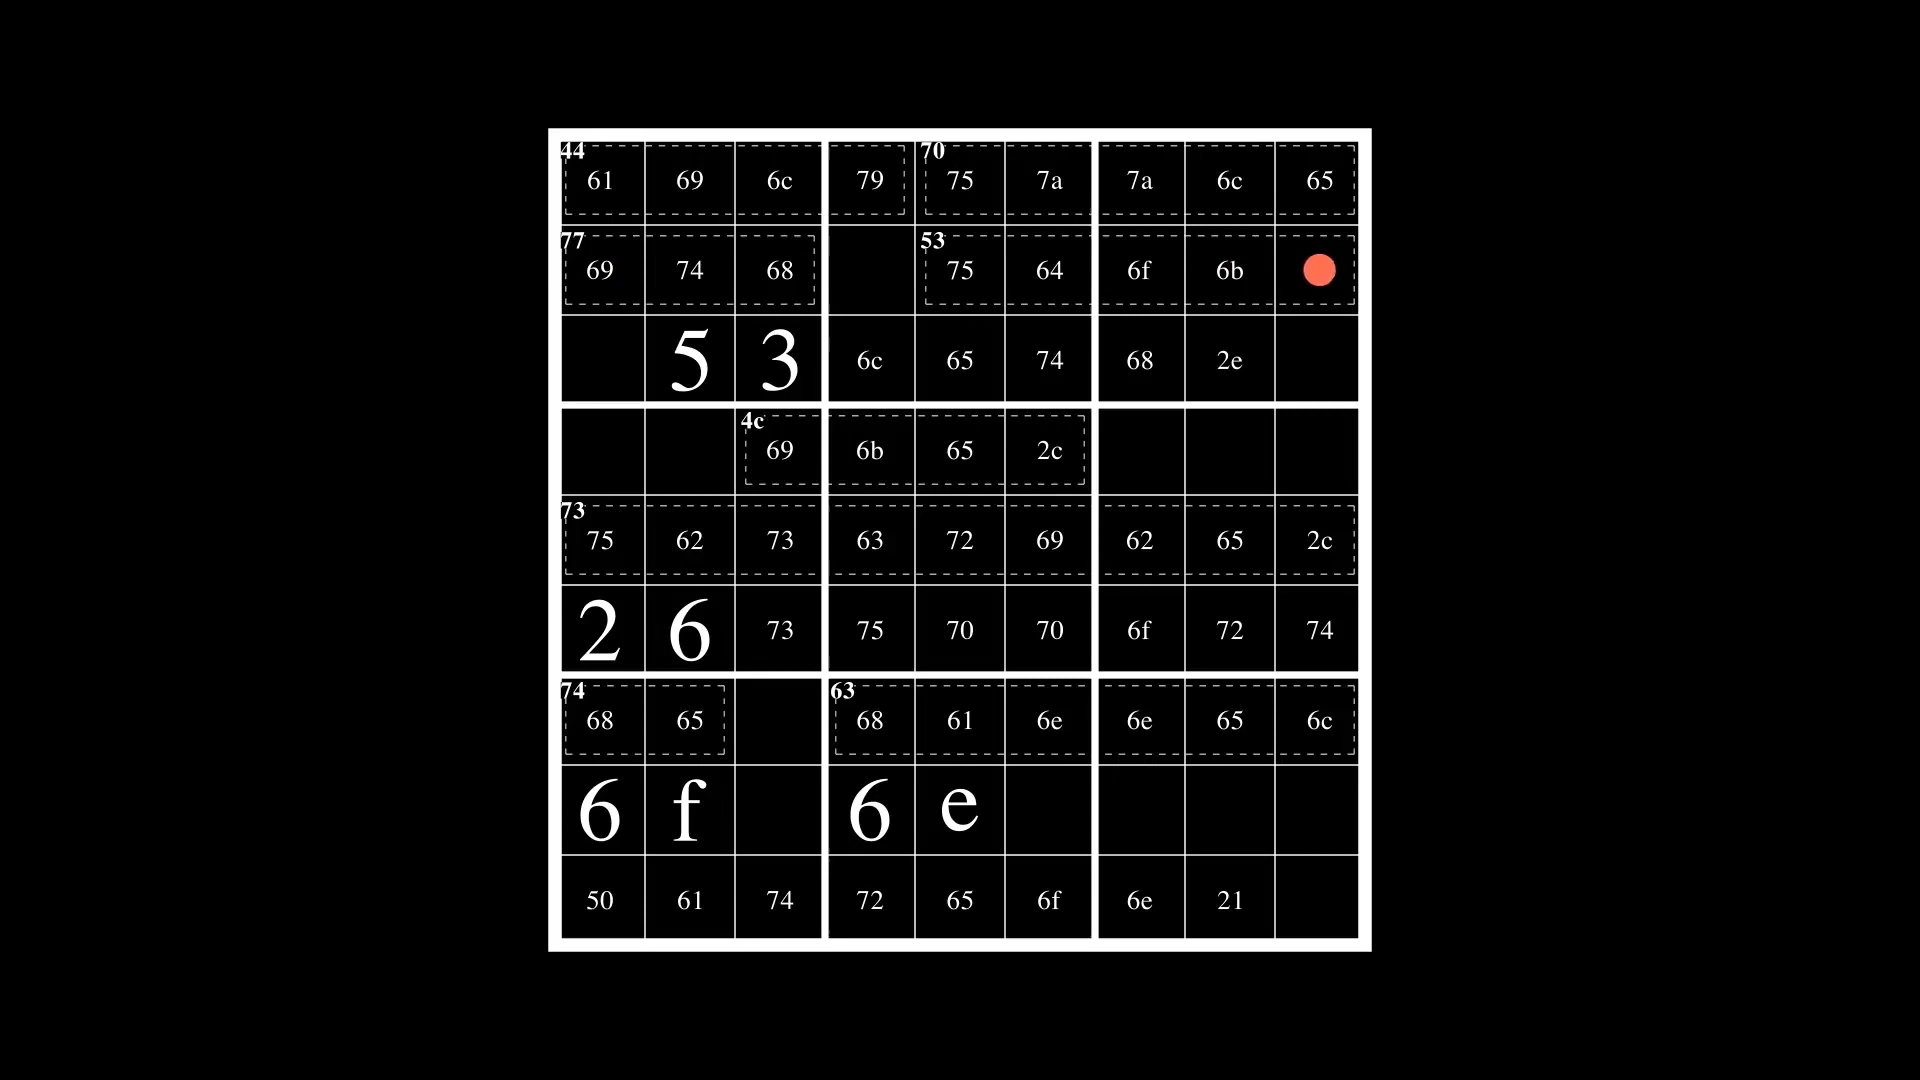 44 61 69 6c 79 70 75 7a 7a 6c 65
77 69 74 68 53 75 64 6f 6b
5 3 6c 65 74 68 2e
4c 69 6b 65 2c
73 75 62 73 63 72 69 62 65 2c
2 6 73 75 70 70 6f 72 74
74 68 65 63 68 61 6e 6e 65 6c
6 f 6 e
50 61 74 72 65 6f 6e 21